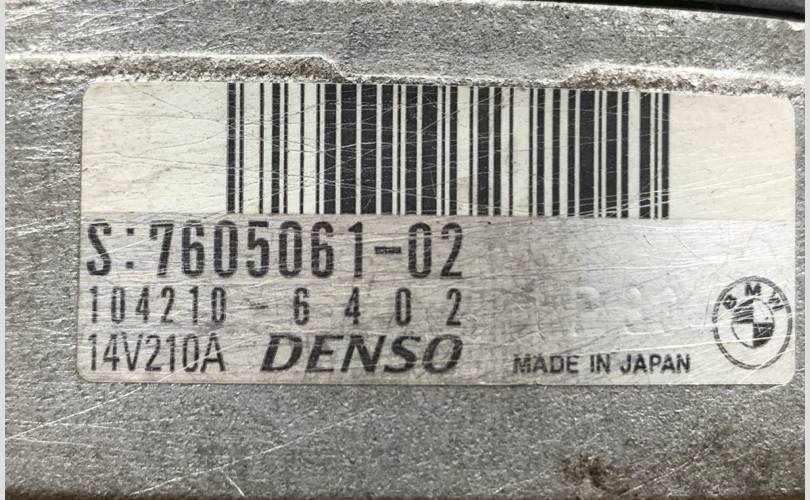 S:7605061-02
104210-6402
14V210A DENSO MADE IN JAPAN
BMW